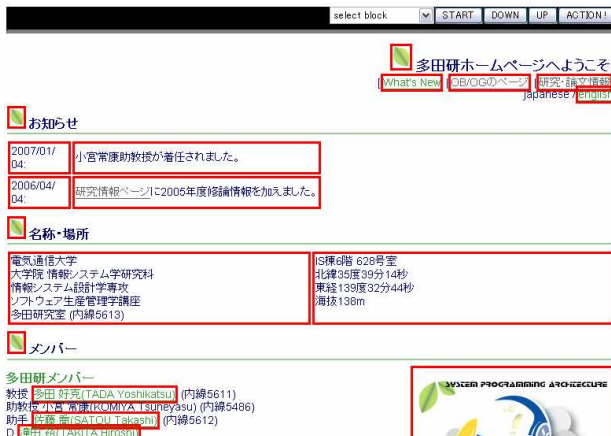 select block START DOWN UP ACTION!
多田研ホームページへようこそ
[What's New] [OB/OGのページ] [研究・論文情報
japanese / english
お知らせ
2007/01/04: 小宮常康助教授が着任されました。
2006/04/04: 研究情報ページに2005年度修論情報を加えました。
名称・場所
電気通信大学
大学院 情報システム学研究科
情報システム設計学専攻
ソフトウェア生産管理学講座
多田研究室 (内線5613)
IS棟6階 628号室
北緯35度39分14秒
東経139度32分44秒
海抜138m
メンバー
多田研メンバー
教授 多田 好克(TADA Yoshikatsu) (内線5611)
助教授 小宮 常康(KOMIYA Tsuneyasu) (内線5486)
助手 佐藤 喬(SATOU Takashi) (内線5612)
D (TAKITA Hiroshi)
SYSTEM PROGRAMMING ARCHITECTURE